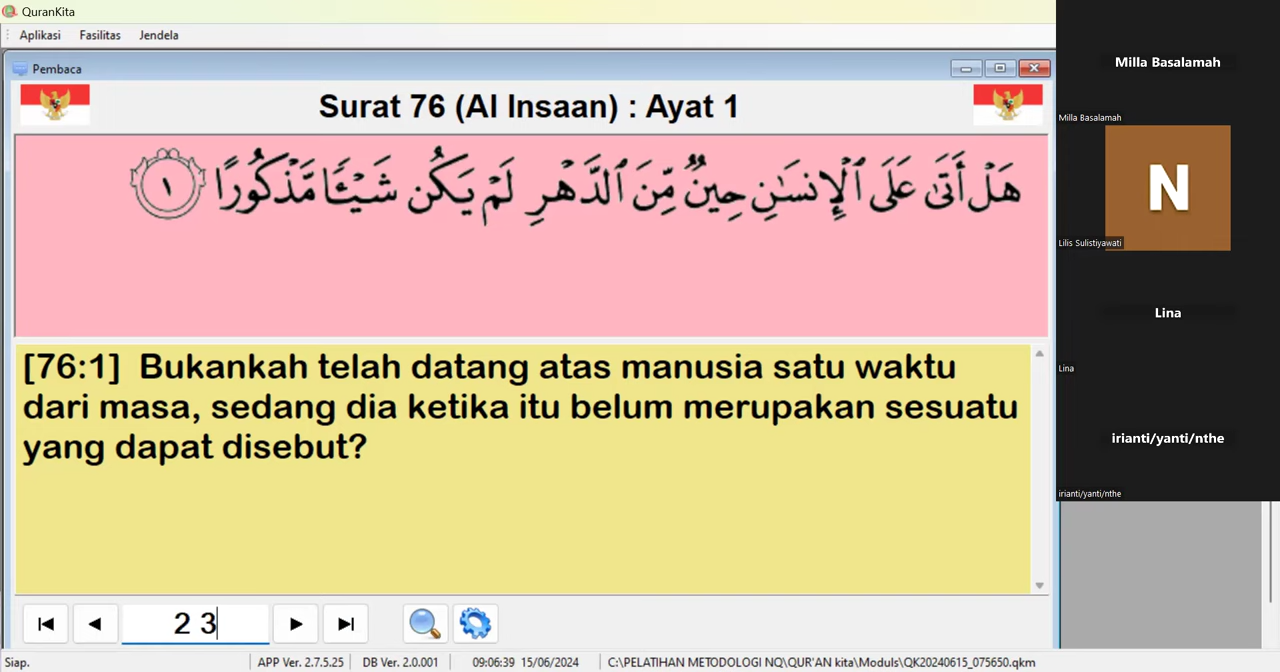 QuranKita
Aplikasi Fasilitas Jendela
Pembaca
Surat 76 (Al Insaan) : Ayat 1
هَلْ أَتَىٰ عَلَى ٱلْإِنسَـٰنِ حِينٌ مِّنَ ٱلدَّهْرِ لَمْ يَكُن شَيْـًٔا مَّذْكُورًا ١
[76:1] Bukankah telah datang atas manusia satu waktu
dari masa, sedang dia ketika itu belum merupakan sesuatu
yang dapat disebut?
2 3
Siap. APP Ver. 2.7.5.25 DB Ver. 2.0.001 09:06:39 15/06/2024 C:\PELATIHAN METODOLOGI NQ\QUR'AN kita\Moduls\QK20240615_075650.qkm
Milla Basalamah
Milla Basalamah
N
Lilis Sulistiyawati
Lina
Lina
irianti/yanti/nthe
irianti/yanti/nthe